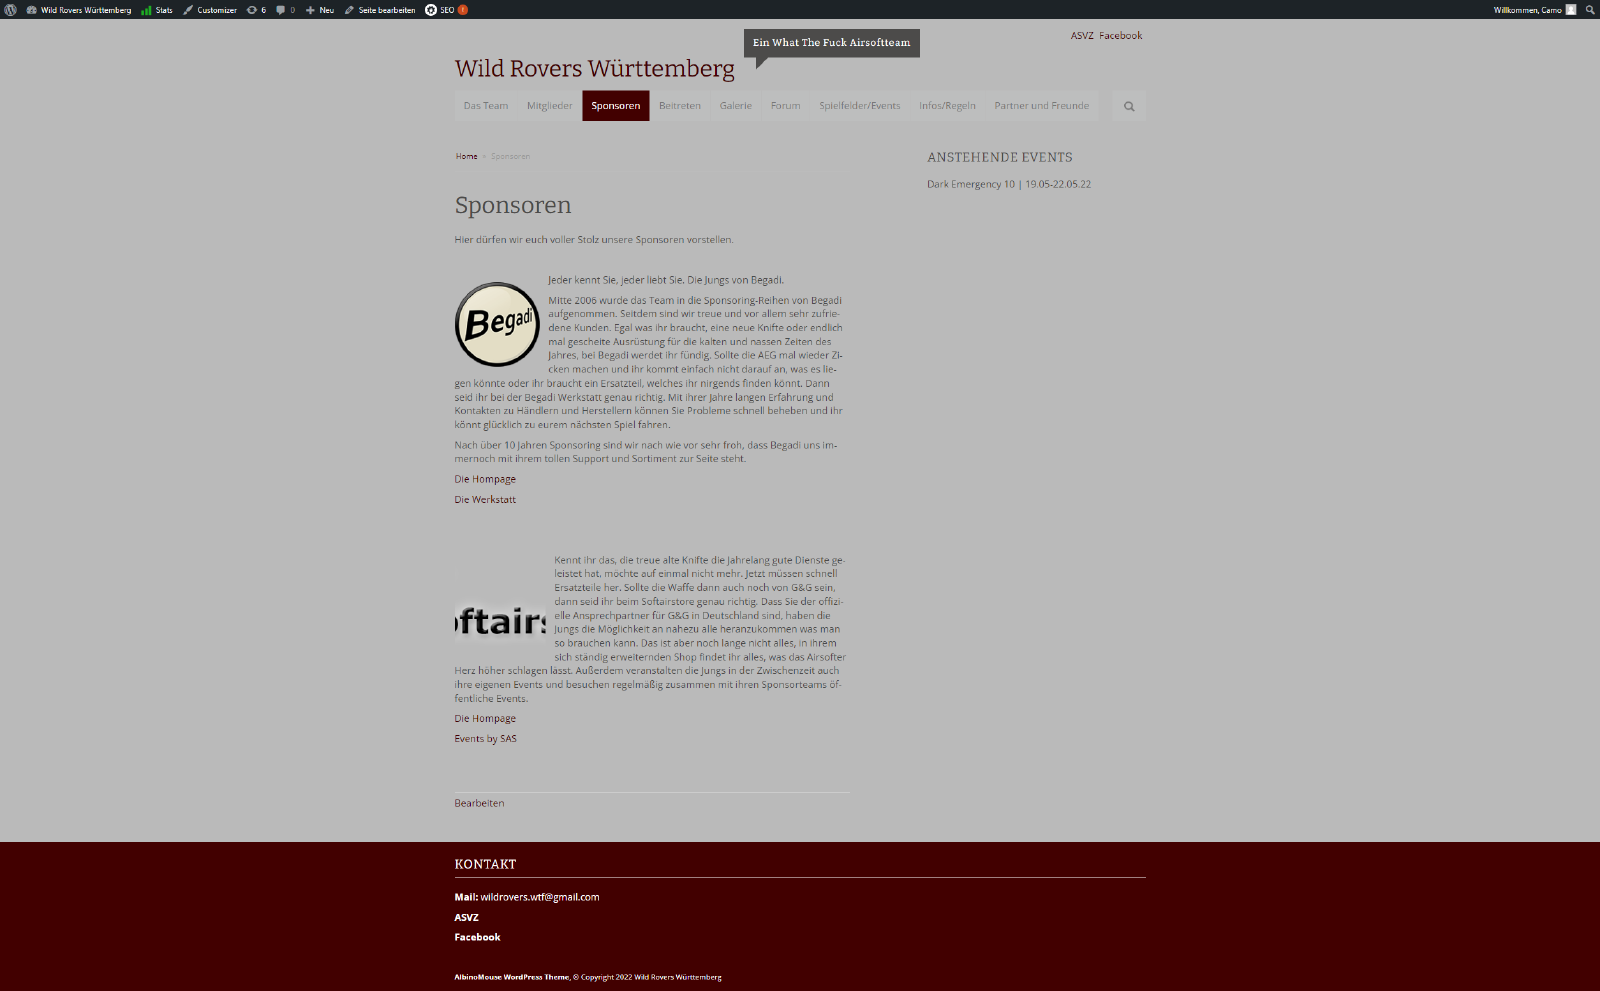 Wild Rovers Württemberg Stats Customizer 6 0 Neu Seite bearbeiten SEO ! Willkommen, Camo
Ein What The Fuck Airsoftteam
ASVZ Facebook
Wild Rovers Württemberg
Das Team Mitglieder Sponsoren Beitreten Galerie Forum Spielfelder/Events Infos/Regeln Partner und Freunde
Home » Sponsoren
ANSTEHENDE EVENTS
Dark Emergency 10 | 19.05-22.05.22
Sponsoren
Hier dürfen wir euch voller Stolz unsere Sponsoren vorstellen.
Begadi
Jeder kennt Sie, jeder liebt Sie. Die Jungs von Begadi.
Mitte 2006 wurde das Team in die Sponsoring-Reihen von Begadi
aufgenommen. Seitdem sind wir treue und vor allem sehr zufrie-
dene Kunden. Egal was ihr braucht, eine neue Knifte oder endlich
mal gescheite Ausrüstung für die kalten und nassen Zeiten des
Jahres, bei Begadi werdet ihr fündig. Sollte die AEG mal wieder Zi-
cken machen und ihr kommt einfach nicht darauf an, was es lie-
gen könnte oder ihr braucht ein Ersatzteil, welches ihr nirgends finden könnt. Dann
seid ihr bei der Begadi Werkstatt genau richtig. Mit ihrer Jahre langen Erfahrung und
Kontakten zu Händlern und Herstellern können Sie Probleme schnell beheben und ihr
könnt glücklich zu eurem nächsten Spiel fahren.
Nach über 10 Jahren Sponsoring sind wir nach wie vor sehr froh, dass Begadi uns im-
mernoch mit ihrem tollen Support und Sortiment zur Seite steht.
Die Hompage
Die Werkstatt
oftairs
Kennt ihr das, die treue alte Knifte die Jahrelang gute Dienste ge-
leistet hat, möchte auf einmal nicht mehr. Jetzt müssen schnell
Ersatzteile her. Sollte die Waffe dann auch noch von G&G sein,
dann seid ihr beim Softairstore genau richtig. Dass Sie der offizi-
elle Ansprechpartner für G&G in Deutschland sind, haben die
Jungs die Möglichkeit an nahezu alle heranzukommen was man
so brauchen kann. Das ist aber noch lange nicht alles, in ihrem
sich ständig erweiternden Shop findet ihr alles, was das Airsofter
Herz höher schlagen lässt. Außerdem veranstalten die Jungs in der Zwischenzeit auch
ihre eigenen Events und besuchen regelmäßig zusammen mit ihren Sponsorteams öf-
fentliche Events.
Die Hompage
Events by SAS
Bearbeiten
KONTAKT
Mail: wildrovers.wtf@gmail.com
ASVZ
Facebook
AlbinoMouse WordPress Theme, © Copyright 2022 Wild Rovers Württemberg